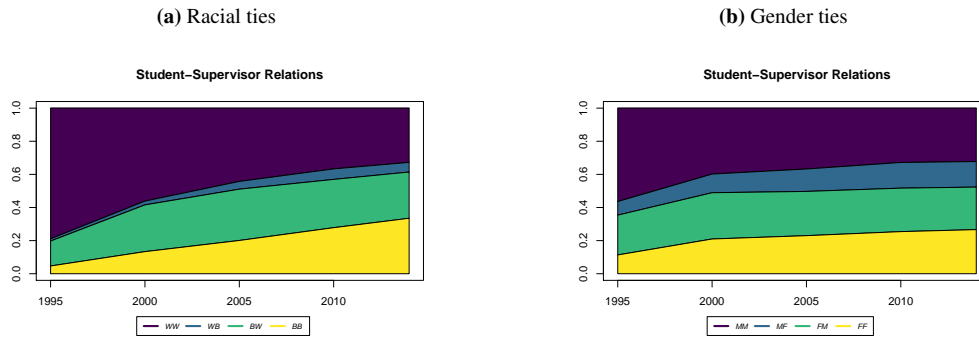 (a) Racial ties
Student−Supervisor Relations
1.0
0.8
0.6
0.4
0.2
0.0
1995 2000 2005 2010
WW WB BW BB
(b) Gender ties
Student−Supervisor Relations
1.0
0.8
0.6
0.4
0.2
0.0
1995 2000 2005 2010
MM MF FM FF